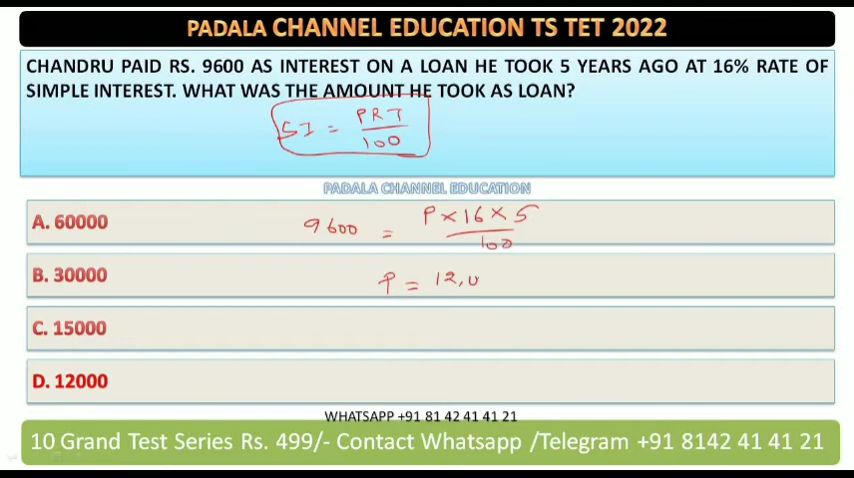 PADALA CHANNEL EDUCATION TS TET 2022
CHANDRU PAID RS. 9600 AS INTEREST ON A LOAN HE TOOK 5 YEARS AGO AT 16% RATE OF
SIMPLE INTEREST. WHAT WAS THE AMOUNT HE TOOK AS LOAN?
SI = PRT
100
PADALA CHANNEL EDUCATION
A. 60000
9600 = P × 16 × 5
100
B. 30000
P = 12,0
C. 15000
D. 12000
WHATSAPP +91 81 42 41 41 21
10 Grand Test Series Rs. 499/- Contact Whatsapp /Telegram +91 8142 41 41 21